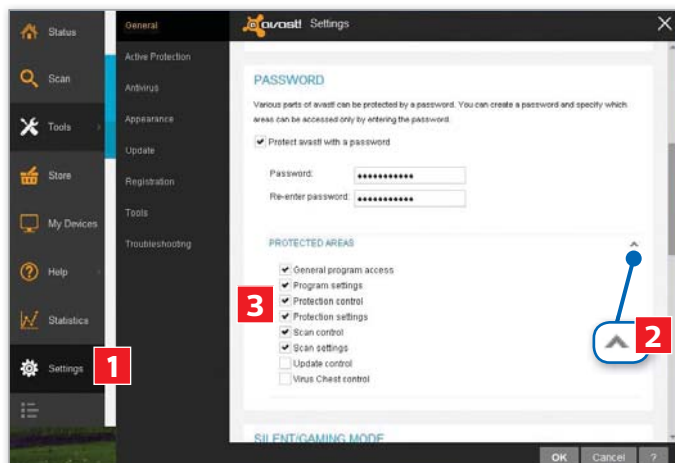 Status
Scan
Tools
Store
My Devices
Help
Statistics
Settings
1
General
Active Protection
Antivirus
Appearance
Update
Registration
Tools
Troubleshooting
avast! Settings
PASSWORD
Various parts of avast! can be protected by a password. You can create a password and specify which
areas can be accessed only by entering the password.
Protect avast! with a password
Password:
Re-enter password:
PROTECTED AREAS
General program access
Program settings
Protection control
Protection settings
Scan control
Scan settings
Update control
Virus Chest control
3
2
SILENT/GAMING MODE
OK Cancel ?